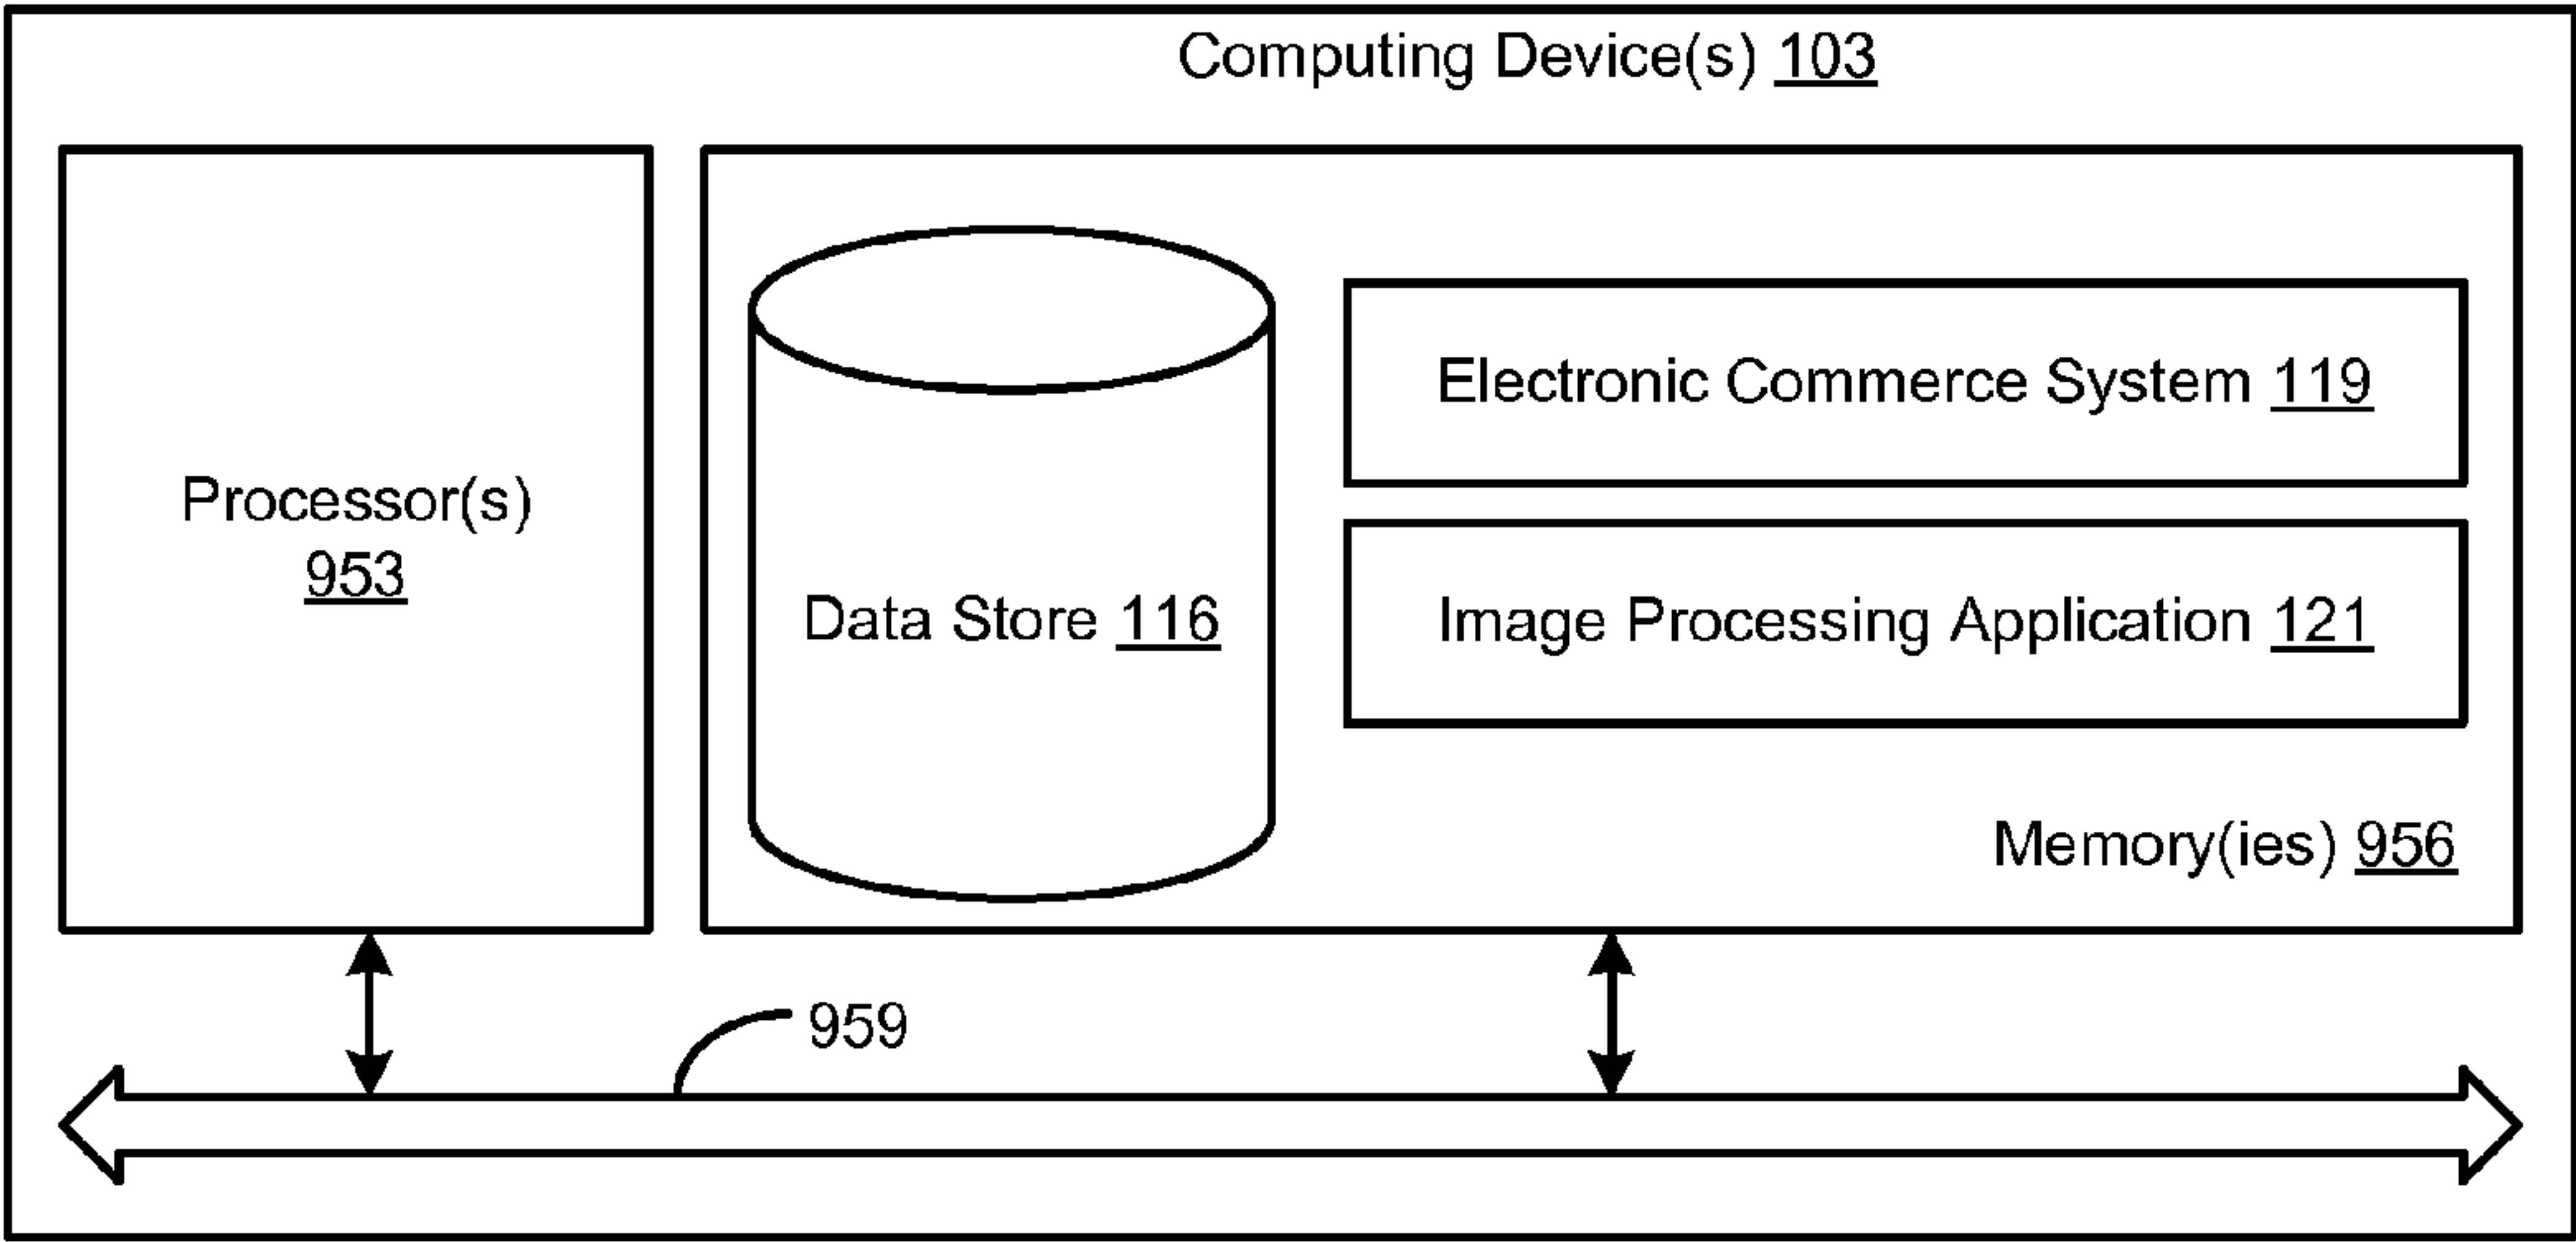 Computing Device(s) 103
Processor(s)
953
Data Store 116
Electronic Commerce System 119
Image Processing Application 121
Memory(ies) 956
959